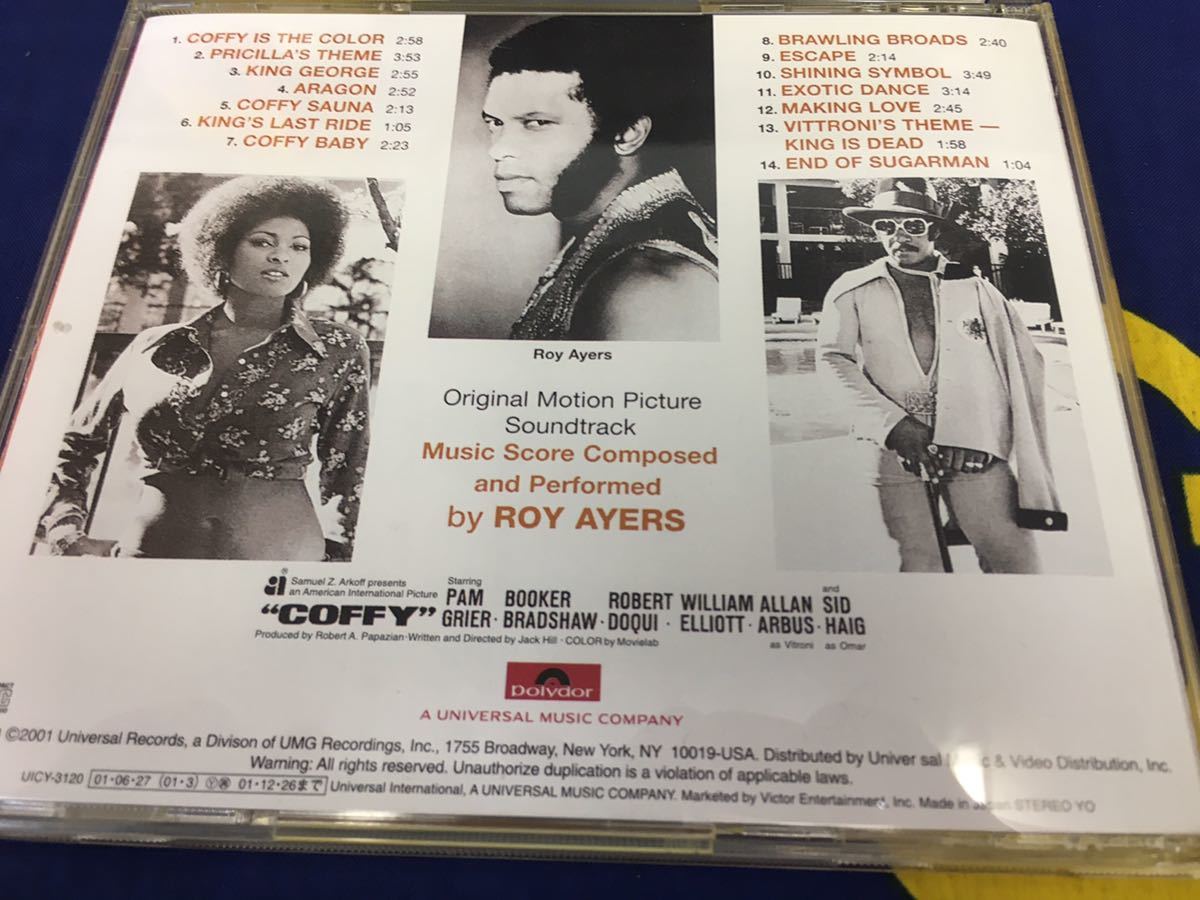 1. COFFY IS THE COLOR 2:58
2. PRICILLA'S THEME 3:53
3. KING GEORGE 2:55
4. ARAGON 2:52
5. COFFY SAUNA 2:13
6. KING'S LAST RIDE 1:05
7. COFFY BABY 2:23
8. BRAWLING BROADS 2:40
9. ESCAPE 2:14
10. SHINING SYMBOL 3:49
11. EXOTIC DANCE 3:14
12. MAKING LOVE 2:45
13. VITTRONI'S THEME —
KING IS DEAD 1:58
14. END OF SUGARMAN 1:04
Roy Ayers
Original Motion Picture
Soundtrack
Music Score Composed
and Performed
by ROY AYERS
Samuel Z. Arkoff presents
an American International Picture
"COFFY"
Starring
PAM GRIER · BOOKER BRADSHAW · ROBERT DOQUI · WILLIAM ELLIOTT · ALLAN ARBUS · and SID HAIG
as Vitroni as Omar
Produced by Robert A. Papazian · Written and Directed by Jack Hill · COLOR by Movielab
polydor
A UNIVERSAL MUSIC COMPANY
©2001 Universal Records, a Divison of UMG Recordings, Inc., 1755 Broadway, New York, NY 10019-USA. Distributed by Univer sal & Video Distribution, Inc.
Warning: All rights reserved. Unauthorize duplication is a violation of applicable laws.
UICY-3120 01·06·27 (01·3) 01·12·26まで Universal International, A UNIVERSAL MUSIC COMPANY. Marketed by Victor Entertainment, Inc. Made in Japan STEREO YO